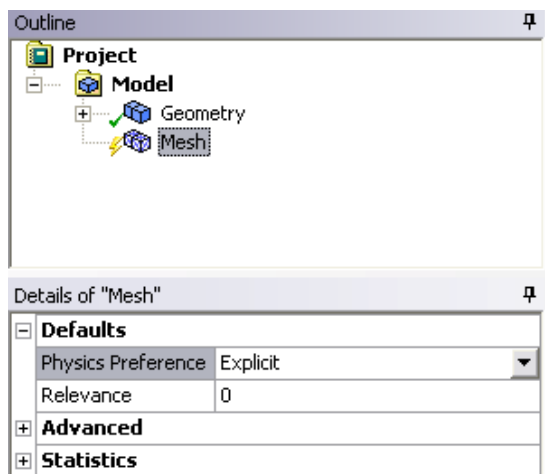 Outline
Project
Model
Geometry
Mesh
Details of "Mesh"
Defaults
Physics Preference Explicit
Relevance 0
Advanced
Statistics